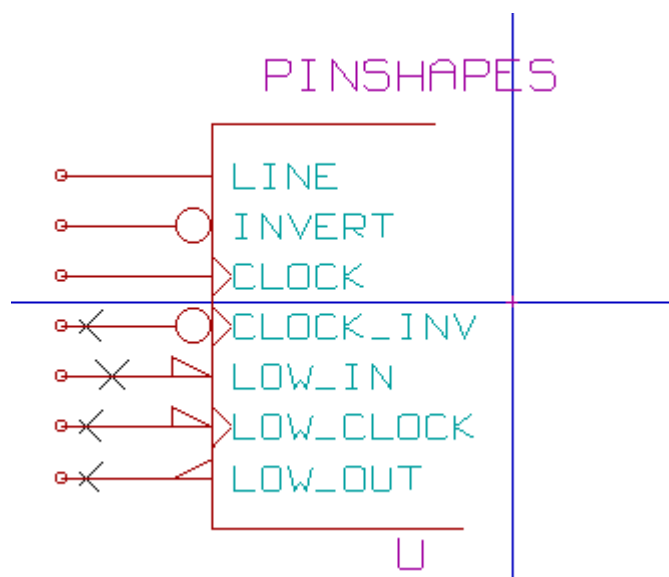 PINSHAPES
LINE
INVERT
CLOCK
CLOCK_INV
LOW_IN
LOW_CLOCK
LOW_OUT
U